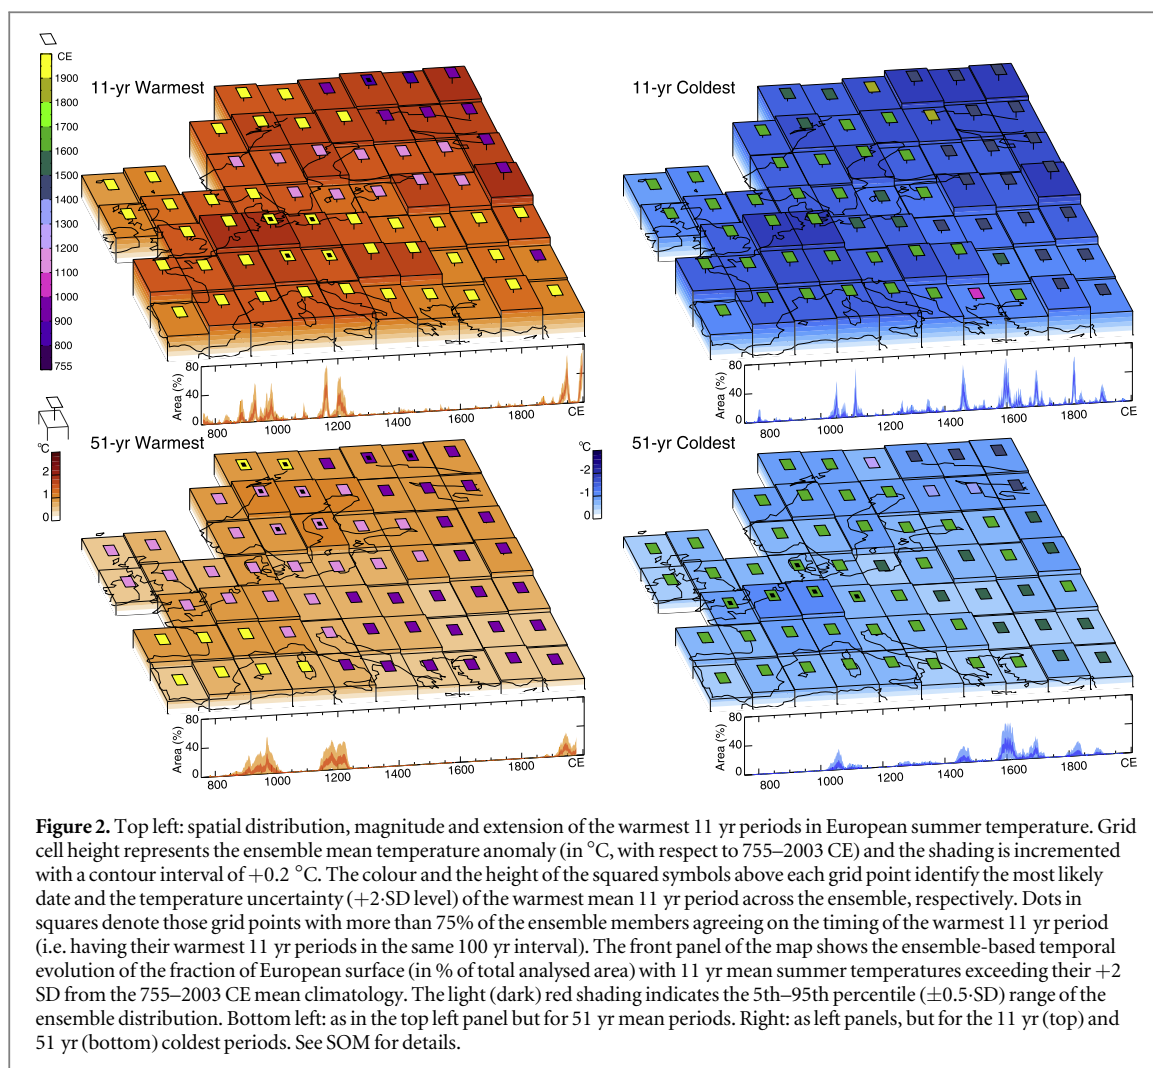 CE
1900
1800
1700
1600
1500
1400
1300
1200
1100
1000
900
800
755
11-yr Warmest
11-yr Coldest
80
40
0
Area (%)
800
1000
1200
1400
1600
1800
CE
80
40
0
Area (%)
800
1000
1200
1400
1600
1800
CE
51-yr Warmest
51-yr Coldest
°C
2
1
0
°C
-2
-1
0
80
40
0
Area (%)
800
1000
1200
1400
1600
1800
CE
80
40
0
Area (%)
800
1000
1200
1400
1600
1800
CE
Figure 2. Top left: spatial distribution, magnitude and extension of the warmest 11 yr periods in European summer temperature. Grid
cell height represents the ensemble mean temperature anomaly (in °C, with respect to 755–2003 CE) and the shading is incremented
with a contour interval of +0.2 °C. The colour and the height of the squared symbols above each grid point identify the most likely
date and the temperature uncertainty (+2·SD level) of the warmest mean 11 yr period across the ensemble, respectively. Dots in
squares denote those grid points with more than 75% of the ensemble members agreeing on the timing of the warmest 11 yr period
(i.e. having their warmest 11 yr periods in the same 100 yr interval). The front panel of the map shows the ensemble-based temporal
evolution of the fraction of European surface (in % of total analysed area) with 11 yr mean summer temperatures exceeding their +2
SD from the 755–2003 CE mean climatology. The light (dark) red shading indicates the 5th–95th percentile (±0.5·SD) range of the
ensemble distribution. Bottom left: as in the top left panel but for 51 yr mean periods. Right: as left panels, but for the 11 yr (top) and
51 yr (bottom) coldest periods. See SOM for details.